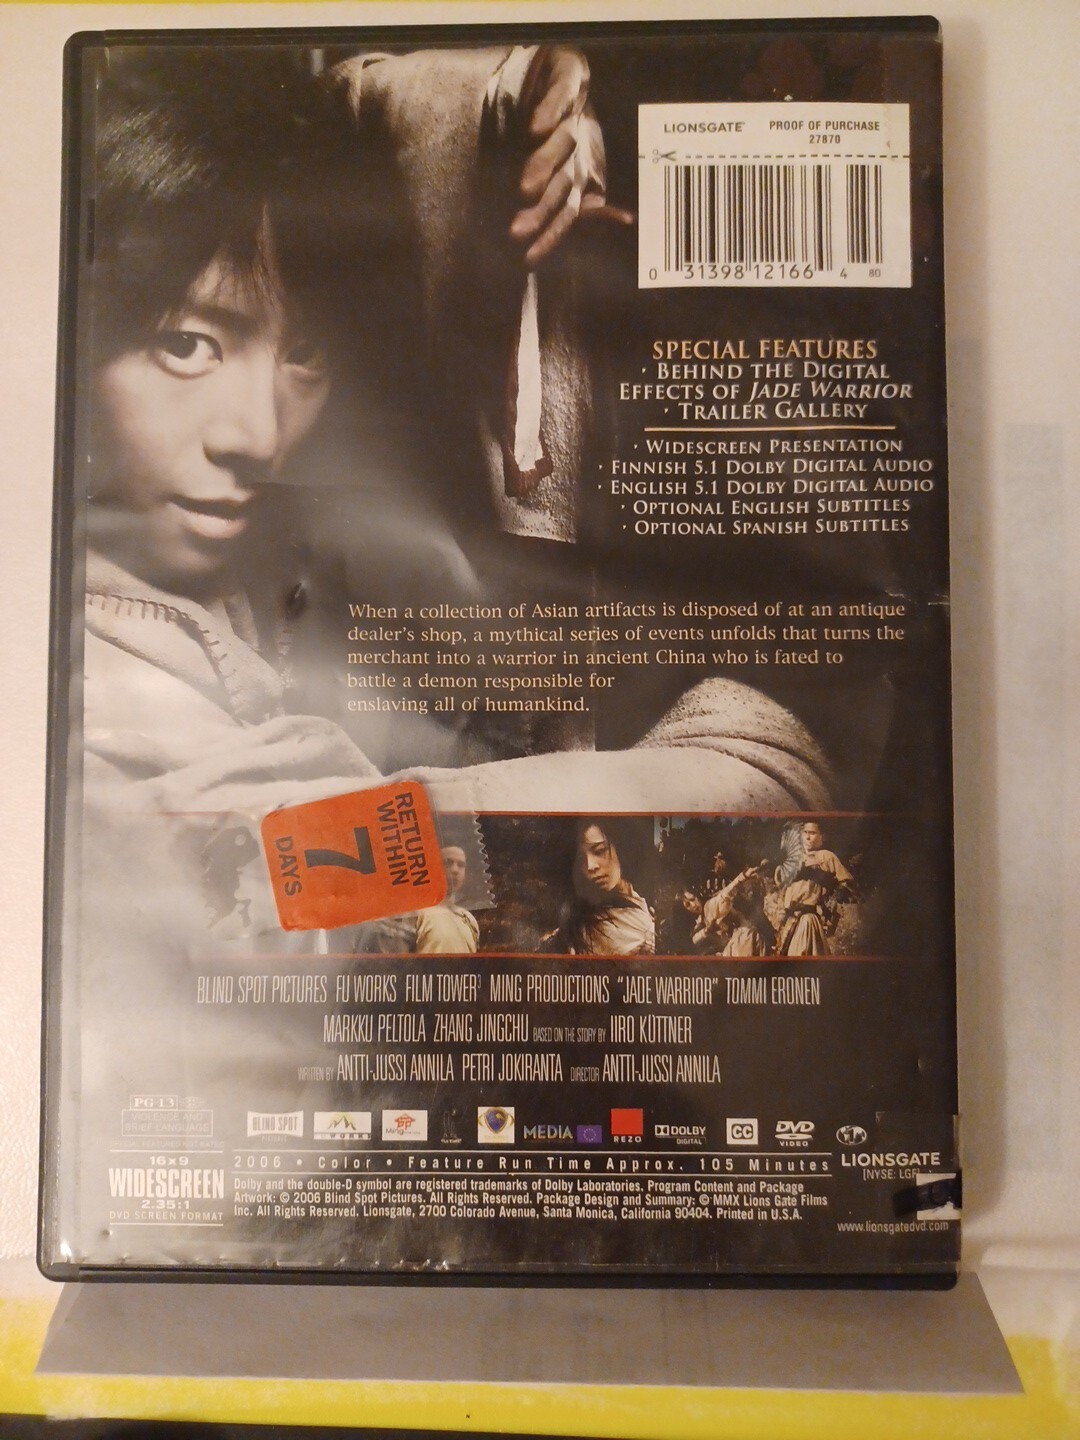 LIONSGATE PROOF OF PURCHASE
27870
0 31398 12166 4 80
SPECIAL FEATURES
· BEHIND THE DIGITAL
EFFECTS OF JADE WARRIOR
· TRAILER GALLERY
· WIDESCREEN PRESENTATION
· FINNISH 5.1 DOLBY DIGITAL AUDIO
· ENGLISH 5.1 DOLBY DIGITAL AUDIO
· OPTIONAL ENGLISH SUBTITLES
· OPTIONAL SPANISH SUBTITLES
When a collection of Asian artifacts is disposed of at an antique
dealer's shop, a mythical series of events unfolds that turns the
merchant into a warrior in ancient China who is fated to
battle a demon responsible for
enslaving all of humankind.
RETURN
WITHIN
7
DAYS
BLIND SPOT PICTURES FU WORKS FILM TOWER³ MING PRODUCTIONS "JADE WARRIOR" TOMMI ERONEN
MARKKU PELTOLA ZHANG JINGCHU BASED ON THE STORY BY IIRO KÜTTNER
WRITTEN BY ANTTI-JUSSI ANNILA PETRI JOKIRANTA DIRECTOR ANTTI-JUSSI ANNILA
PG-13
VIOLENCE AND
BRIEF LANGUAGE
BLIND SPOT
PICTURES
MEDIA
REZO
DOLBY
DIGITAL
CC
DVD
VIDEO
16x9
WIDESCREEN
2.35:1
DVD SCREEN FORMAT
2006 • Color • Feature Run Time Approx. 105 Minutes
Dolby and the double-D symbol are registered trademarks of Dolby Laboratories. Program Content and Package
Artwork: © 2006 Blind Spot Pictures. All Rights Reserved. Package Design and Summary: © MMX Lions Gate Films
Inc. All Rights Reserved. Lionsgate, 2700 Colorado Avenue, Santa Monica, California 90404. Printed in U.S.A.
LIONSGATE
[NYSE: LGF]
www.lionsgatedvd.com